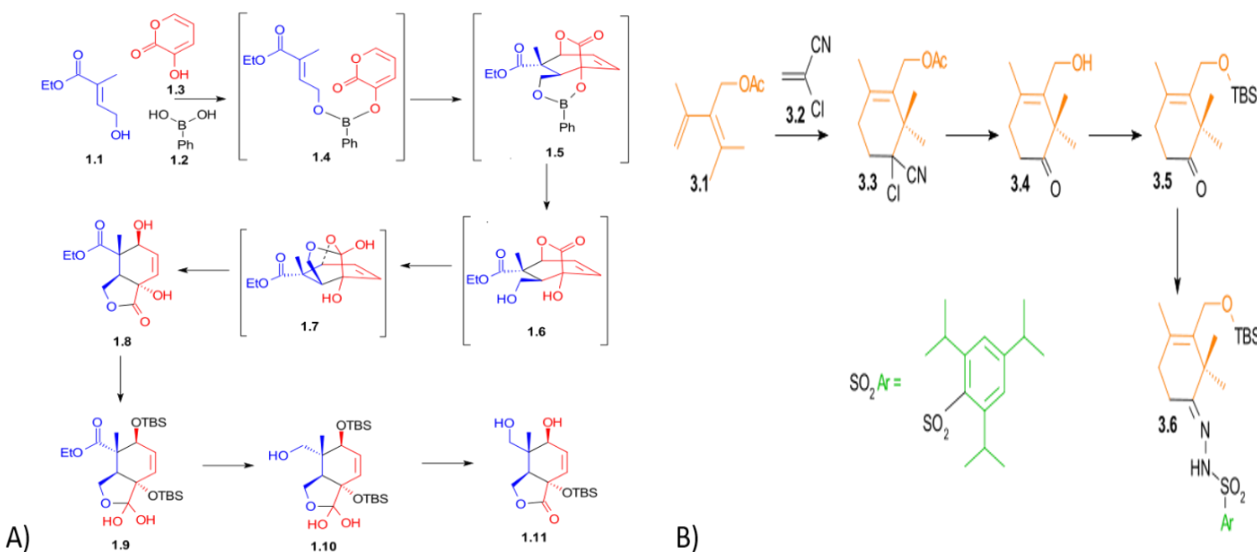 EtO
O
OH
1.1
O
O
OH
1.3
HO
OH
B
Ph
1.2
EtO
O
O
O
O
O
B
Ph
1.4
O
O
EtO
O
O
O
B
Ph
1.5
O
OH
EtO
OH
O
O
1.8
O
O
OH
EtO
O
HO
1.7
O
O
EtO
O
HO
OH
1.6
O
OTBS
EtO
OTBS
O
HO
OH
1.9
OTBS
HO
OTBS
O
HO
OH
1.10
HO
OH
OTBS
O
O
1.11
A)
OAc
3.1
CN
Cl
3.2
OAc
CN
Cl
3.3
OH
O
3.4
O
TBS
O
3.5
O
TBS
3.6
N
HN
SO2
Ar
SO2Ar =
SO2
B)